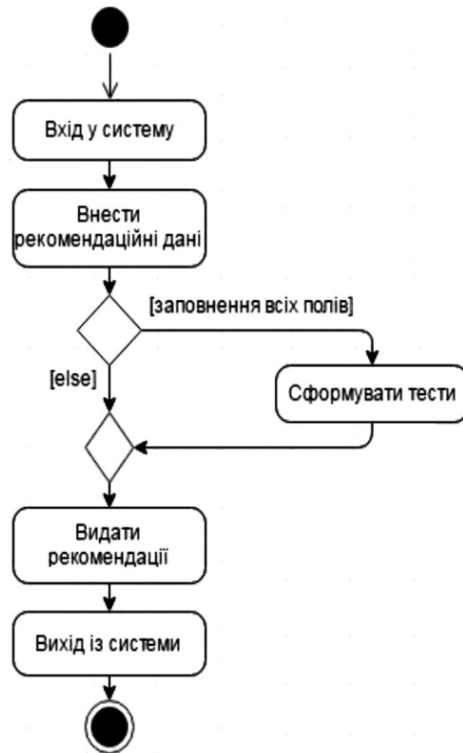 Вхід у систему
Внести
рекомендаційні дані
[заповнення всіх полів]
[else]
Сформувати тести
Видати
рекомендації
Вихід із системи